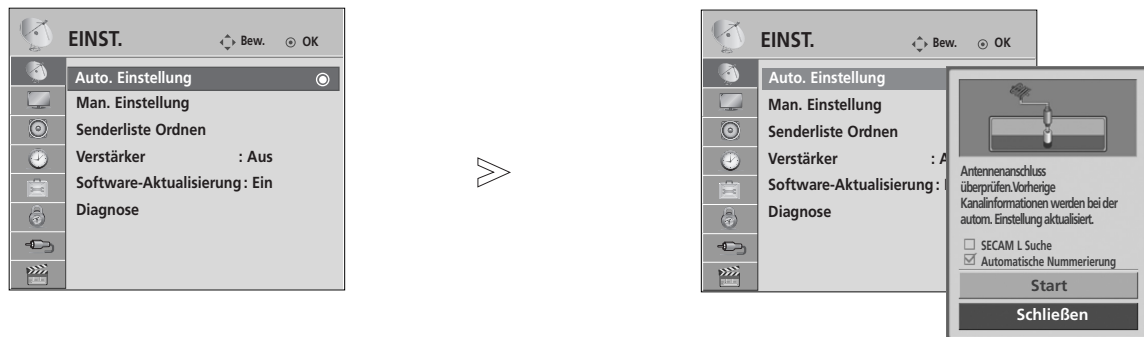 EINST. Bew. OK
Auto. Einstellung
Man. Einstellung
Senderliste Ordnen
Verstärker : Aus
Software-Aktualisierung : Ein
Diagnose
EINST. Bew. OK
Auto. Einstellung
Man. Einstellung
Senderliste Ordnen
Verstärker : A
Software-Aktualisierung :
Diagnose
Antennenanschluss
überprüfen.Vorherige
Kanalinformationen werden bei der
autom. Einstellung aktualisiert.
SECAM L Suche
Automatische Nummerierung
Start
Schließen